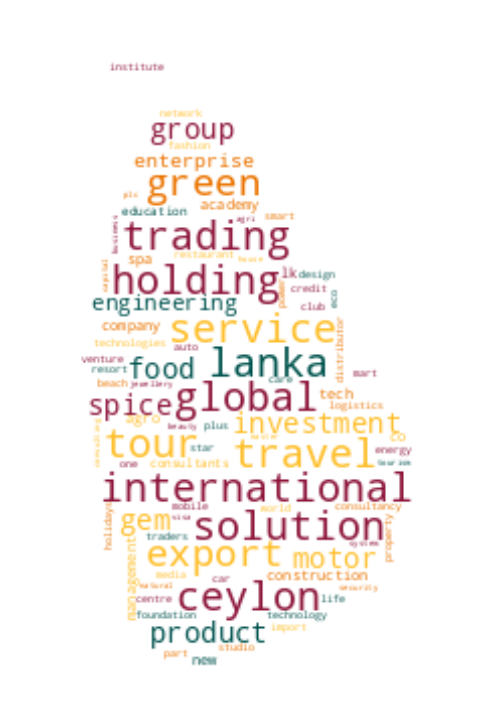 institute
network
group
fashion
enterprise
green
plc
academy
education
agri
smart
business
trading
restaurant
house
spa
capital
holding
lk
design
power
credit
engineering
club
eco
company
service
distributor
technologies
auto
venture
food
lanka
resort
care
mart
beach
jewellery
spice
global
tech
logistics
agro
beauty
plus
investment
consulting
tour
star
master
co
travel
energy
one
consultants
tourism
international
holidays
mobile
world
consultancy
gem
visa
solution
property
traders
system
management
export
motor
media
car
construction
natural
security
centre
ceylon
life
foundation
technology
product
import
studio
part
new